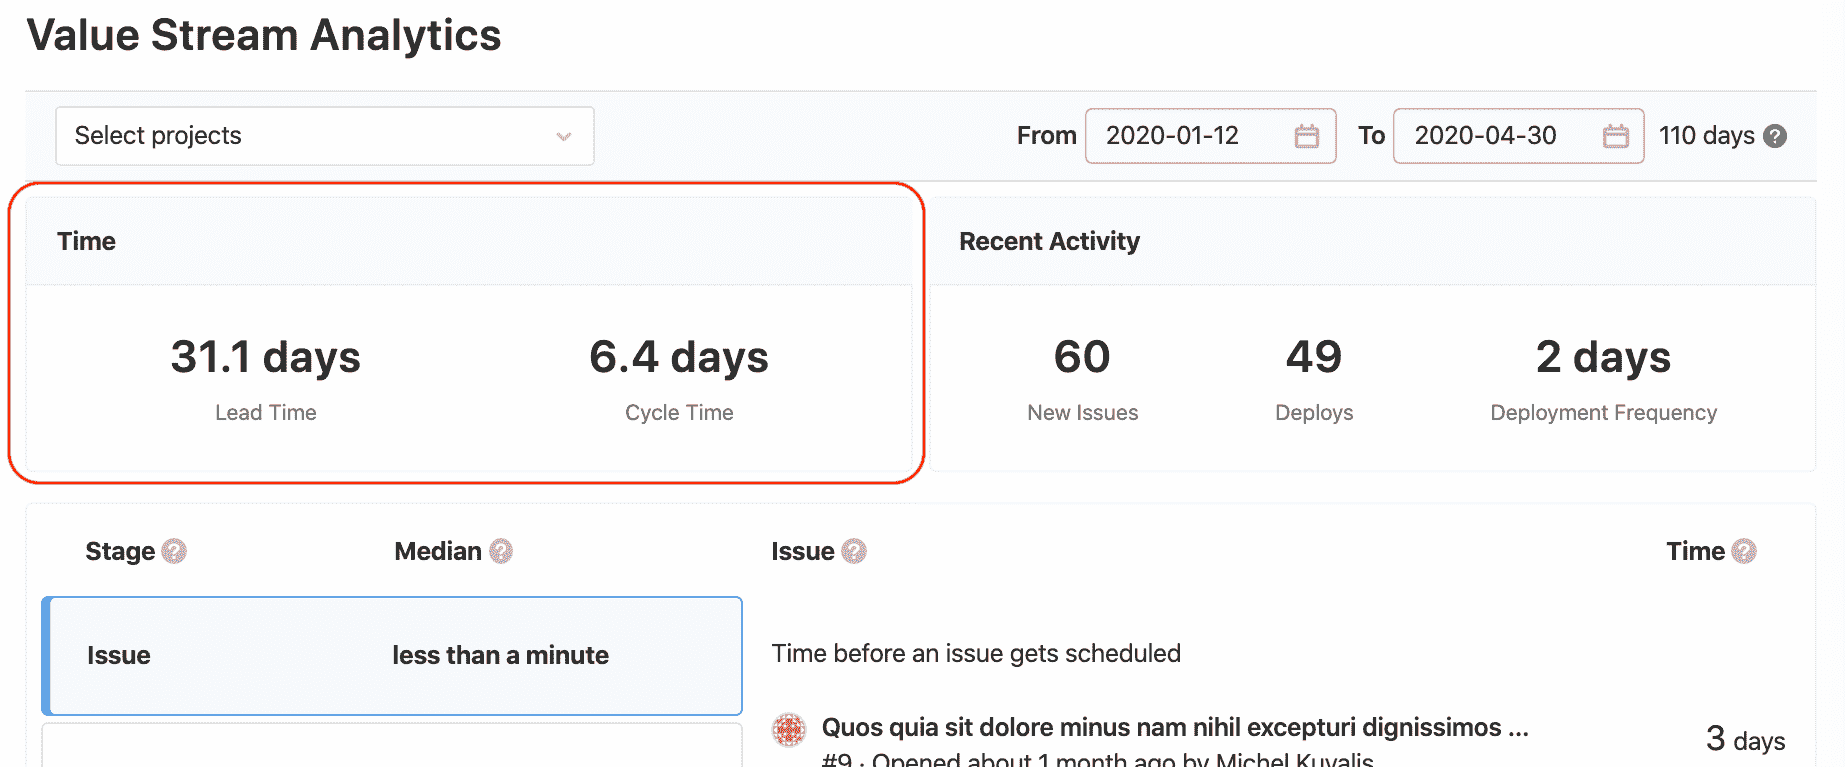 Value Stream Analytics
Select projects
From 2020-01-12 To 2020-04-30 110 days ?
Time
31.1 days 6.4 days
Lead Time Cycle Time
Recent Activity
60 49 2 days
New Issues Deploys Deployment Frequency
Stage ? Median ? Issue ? Time ?
Issue less than a minute
Time before an issue gets scheduled
Quos quia sit dolore minus nam nihil excepturi dignissimos ...
3 days
#9 · Opened about 1 month ago by Michel Kuvalis